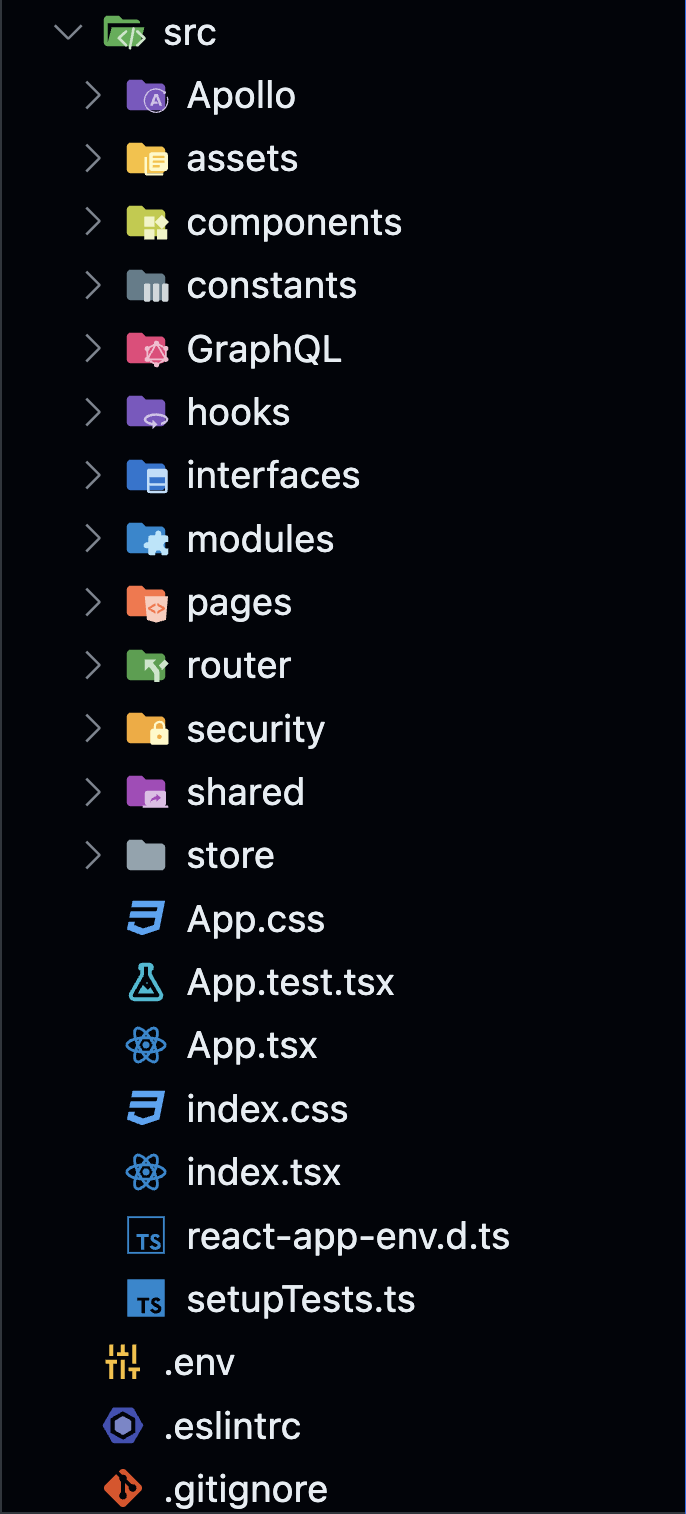 src
Apollo
assets
components
constants
GraphQL
hooks
interfaces
modules
pages
router
security
shared
store
App.css
App.test.tsx
App.tsx
index.css
index.tsx
react-app-env.d.ts
setupTests.ts
.env
.eslintrc
.gitignore